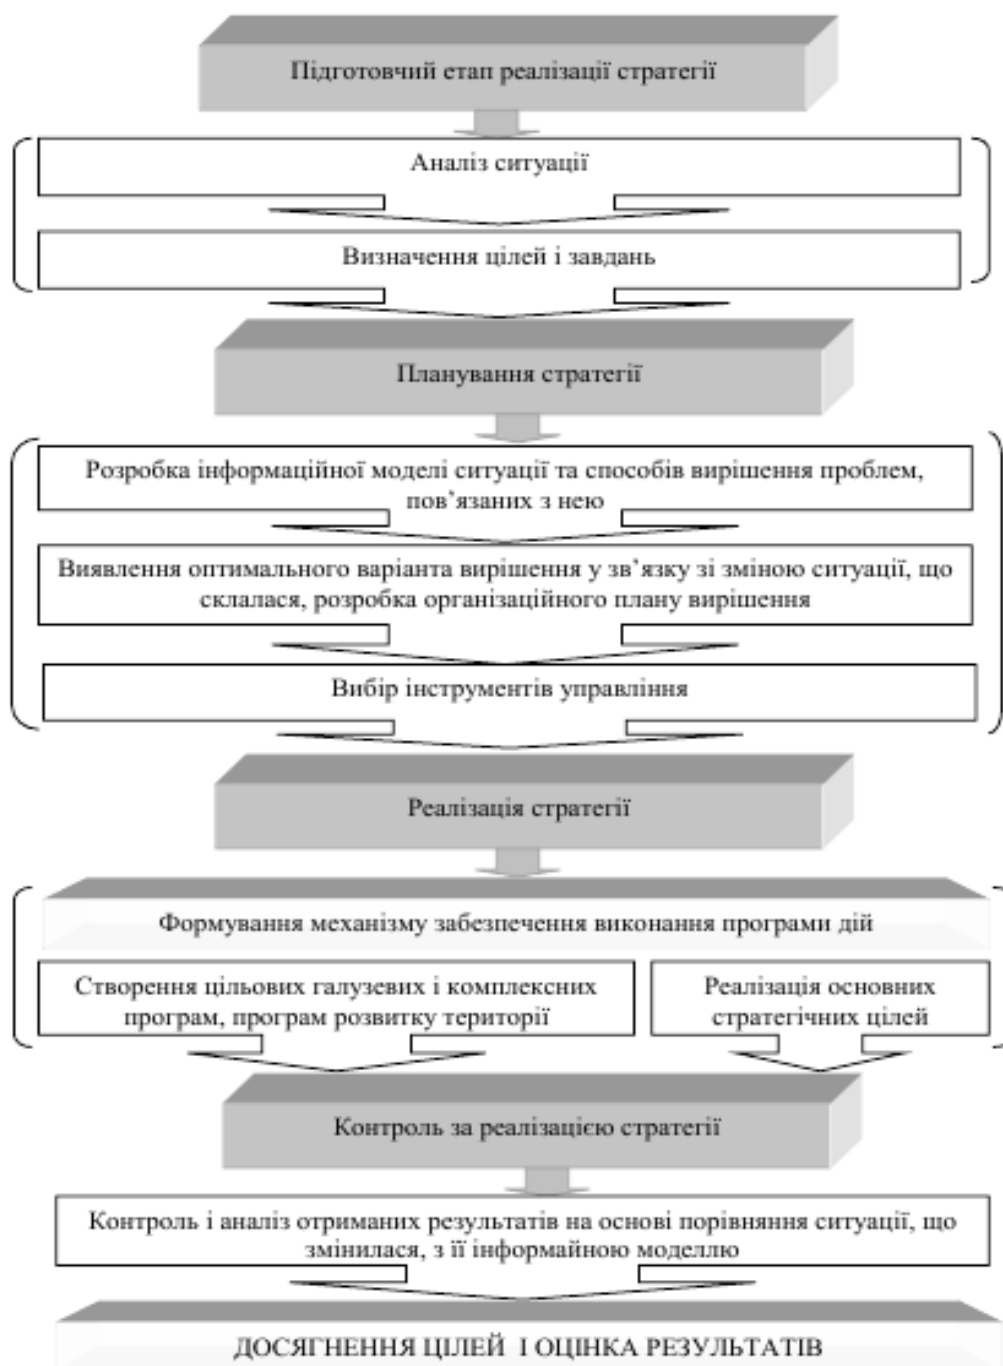 Підготовчий етап реалізації стратегії
Аналіз ситуації
Визначення цілей і завдань
Планування стратегії
Розробка інформаційної моделі ситуації та способів вирішення проблем,
пов’язаних з нею
Виявлення оптимального варіанта вирішення у зв’язку зі зміною ситуації, що
склалася, розробка організаційного плану вирішення
Вибір інструментів управління
Реалізація стратегії
Формування механізму забезпечення виконання програми дій
Створення цільових галузевих і комплексних
програм, програм розвитку території
Реалізація основних
стратегічних цілей
Контроль за реалізацією стратегії
Контроль і аналіз отриманих результатів на основі порівняння ситуації, що
змінилася, з її інформайною моделлю
ДОСЯГНЕННЯ ЦІЛЕЙ І ОЦІНКА РЕЗУЛЬТАТІВ